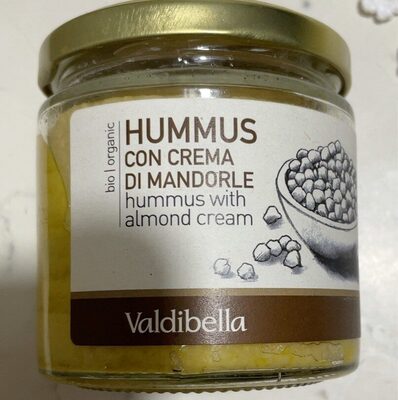 bio | organic
HUMMUS
CON CREMA
DI MANDORLE
hummus with
almond cream
Valdibella